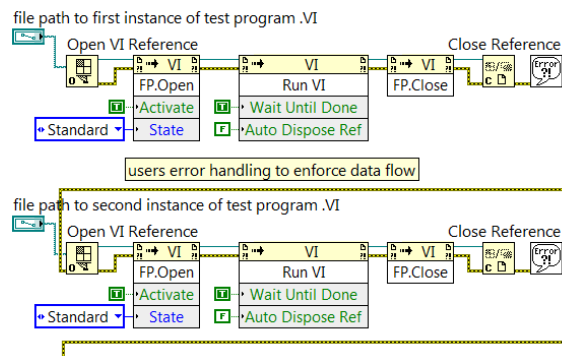 file path to first instance of test program .VI
Open VI Reference
Close Reference
VI
VI
VI
Error
?!
FP.Open
Run VI
FP.Close
T
Activate
T
Wait Until Done
Standard
State
F
Auto Dispose Ref
users error handling to enforce data flow
file path to second instance of test program .VI
Open VI Reference
Close Reference
VI
VI
VI
Error
?!
FP.Open
Run VI
FP.Close
T
Activate
T
Wait Until Done
Standard
State
F
Auto Dispose Ref